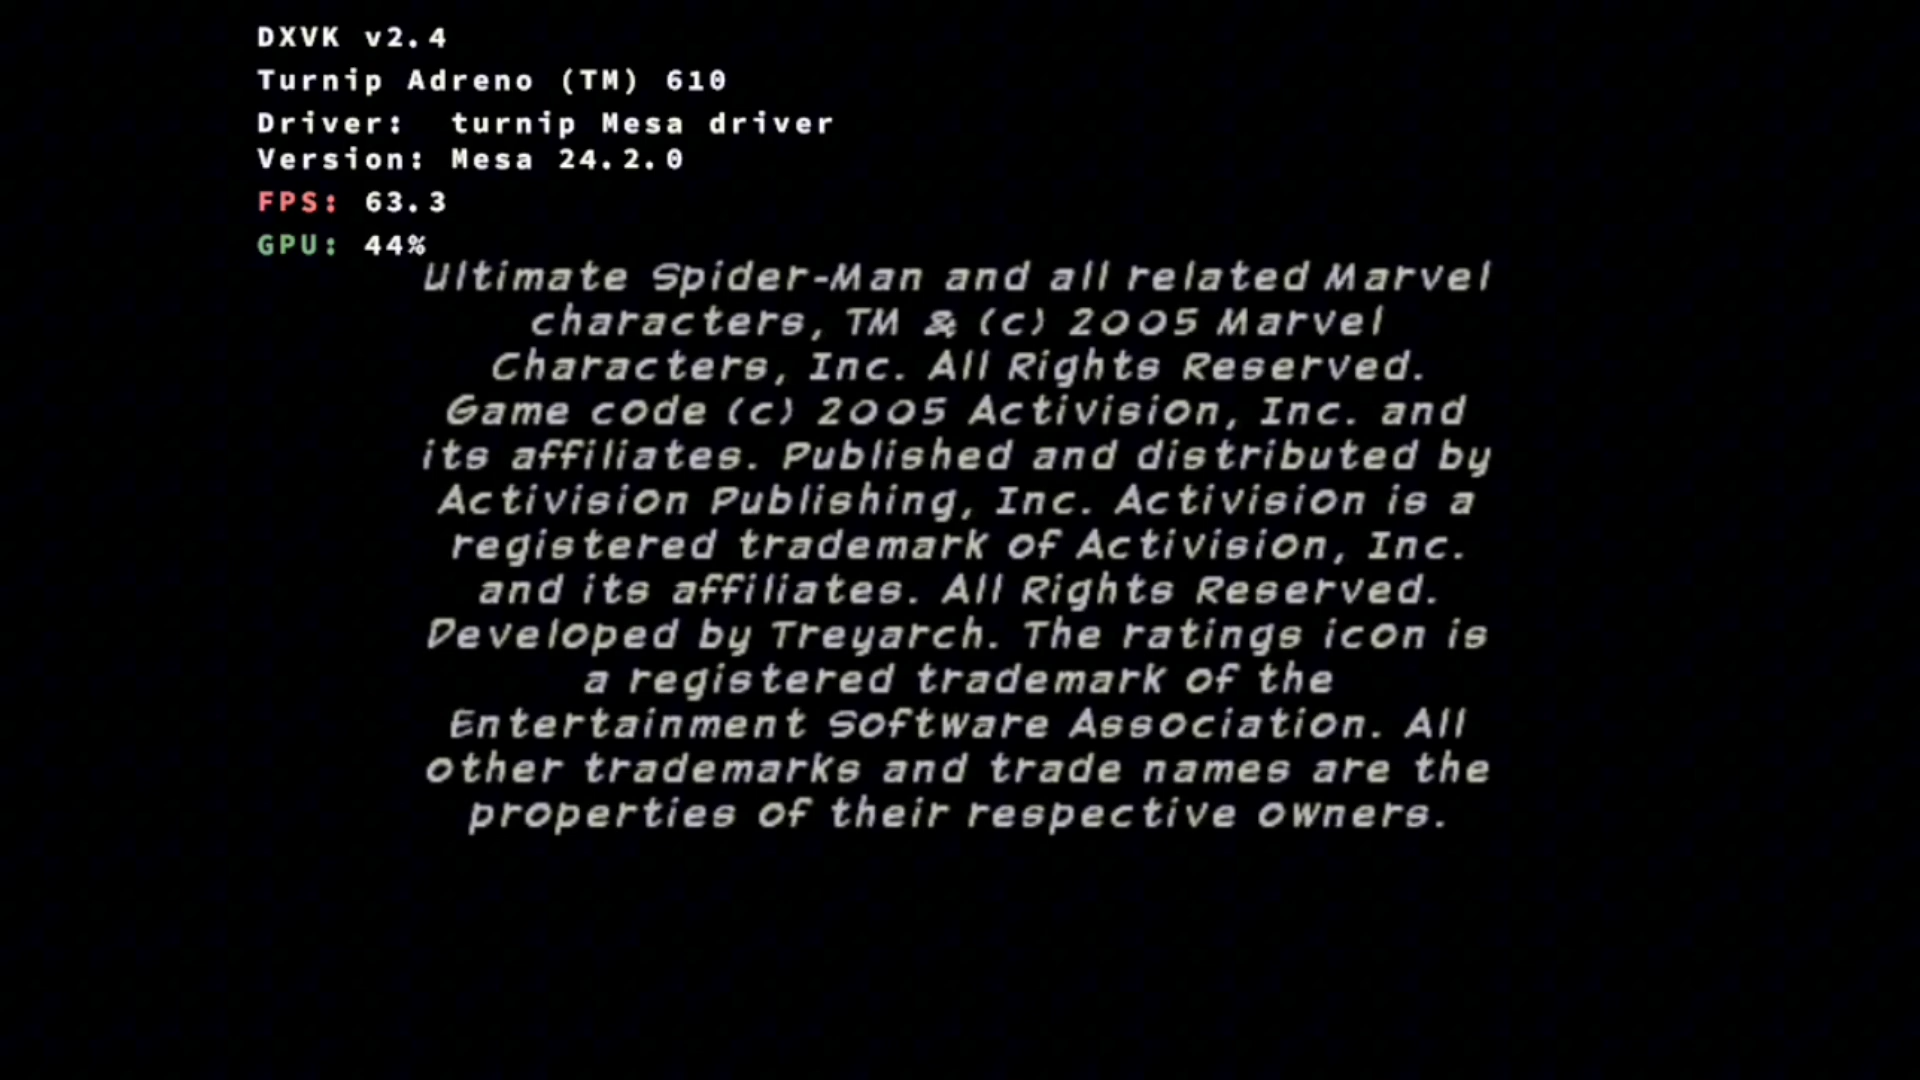 DXVK v2.4
Turnip Adreno (TM) 610
Driver: turnip Mesa driver
Version: Mesa 24.2.0
FPS: 63.3
GPU: 44%
Ultimate Spider-Man and all related Marvel
characters, TM & (c) 2005 Marvel
Characters, Inc. All Rights Reserved.
Game code (c) 2005 Activision, Inc. and
its affiliates. Published and distributed by
Activision Publishing, Inc. Activision is a
registered trademark of Activision, Inc.
and its affiliates. All Rights Reserved.
Developed by Treyarch. The ratings icon is
a registered trademark of the
Entertainment Software Association. All
other trademarks and trade names are the
properties of their respective owners.